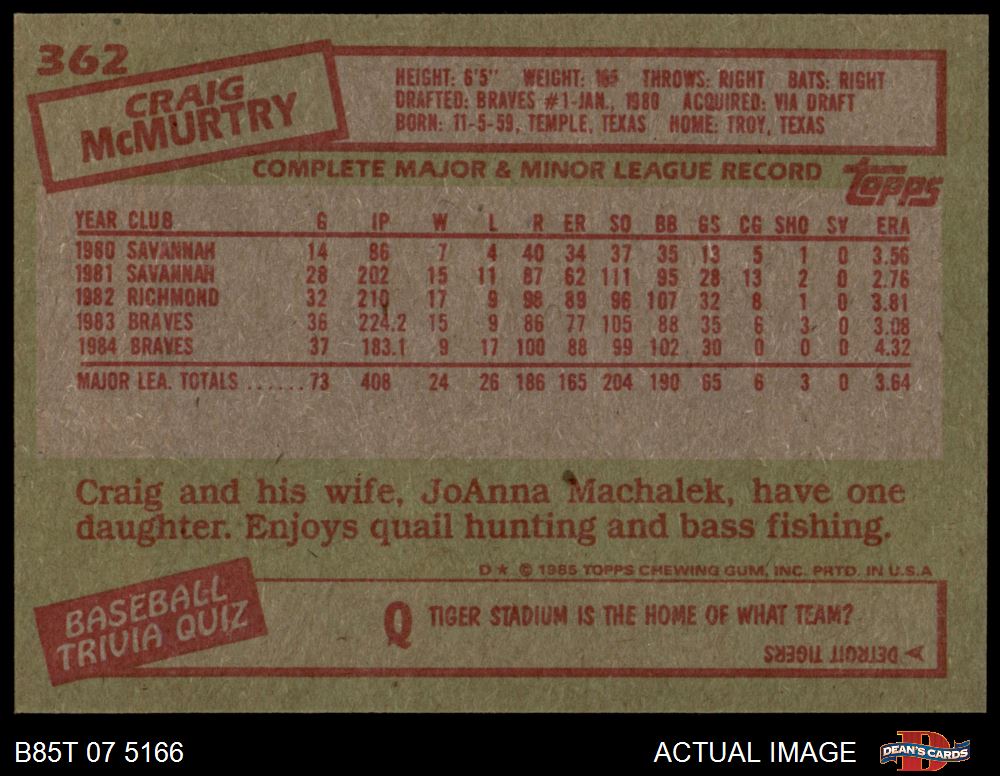 362
CRAIG
McMURTRY
HEIGHT: 6'5" WEIGHT: 195 THROWS: RIGHT BATS: RIGHT
DRAFTED: BRAVES #1-JAN., 1980 ACQUIRED: VIA DRAFT
BORN: 11-5-59, TEMPLE, TEXAS HOME: TROY, TEXAS
COMPLETE MAJOR & MINOR LEAGUE RECORD
topps
YEAR CLUB G IP W L R ER SO BB GS CG SHO SV ERA
1980 SAVANNAH 14 86 7 4 40 34 37 35 13 5 1 0 3.56
1981 SAVANNAH 28 202 15 11 87 62 111 95 28 13 2 0 2.76
1982 RICHMOND 32 210 17 9 98 89 96 107 32 8 1 0 3.81
1983 BRAVES 36 224.2 15 9 86 77 105 88 35 6 3 0 3.08
1984 BRAVES 37 183.1 9 17 100 88 99 102 30 0 0 0 4.32
MAJOR LEA. TOTALS ......73 408 24 26 186 165 204 190 65 6 3 0 3.64
Craig and his wife, JoAnna Machalek, have one
daughter. Enjoys quail hunting and bass fishing.
D★ © 1985 TOPPS CHEWING GUM, INC. PRTD. IN U.S.A
BASEBALL
TRIVIA QUIZ
Q TIGER STADIUM IS THE HOME OF WHAT TEAM?
A DETROIT TIGERS
B85T 07 5166
ACTUAL IMAGE
D
DEAN'S CARDS